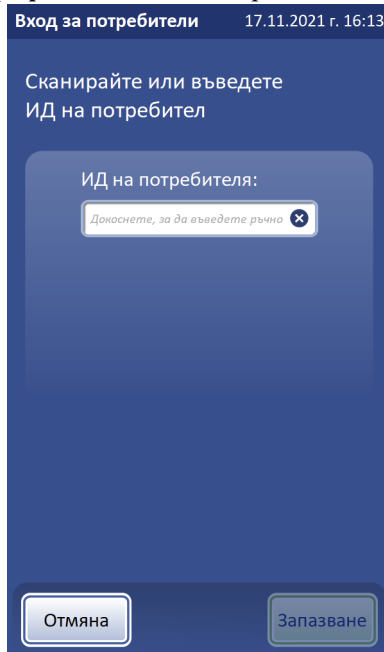 Вход за потребители 17.11.2021 г. 16:13
Сканирайте или въведете
ИД на потребител
ИД на потребителя:
Докоснете, за да въведете ръчно
Отмяна Запазване